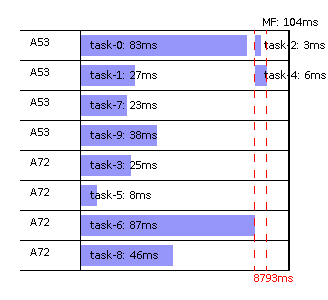 MF: 104ms
A53 task-0: 83ms task-2: 3ms
A53 task-1: 27ms task-4: 6ms
A53 task-7: 23ms
A53 task-9: 38ms
A72 task-3: 25ms
A72 task-5: 8ms
A72 task-6: 87ms
A72 task-8: 46ms
8793ms